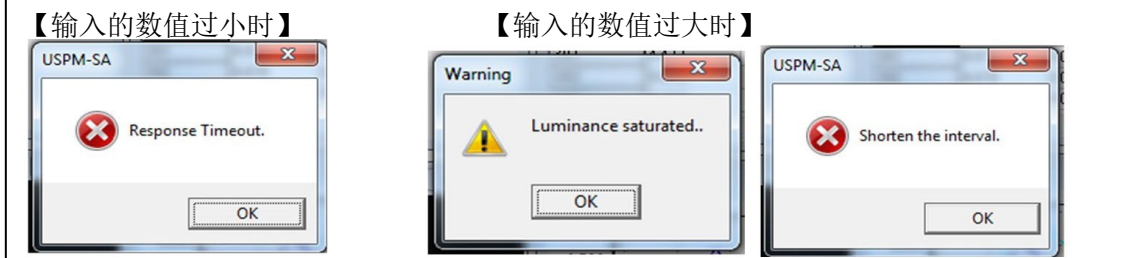 【输入的数值过小时】
【输入的数值过大时】
USPM-SA
Response Timeout.
OK
Warning
Luminance saturated..
OK
USPM-SA
Shorten the interval.
OK